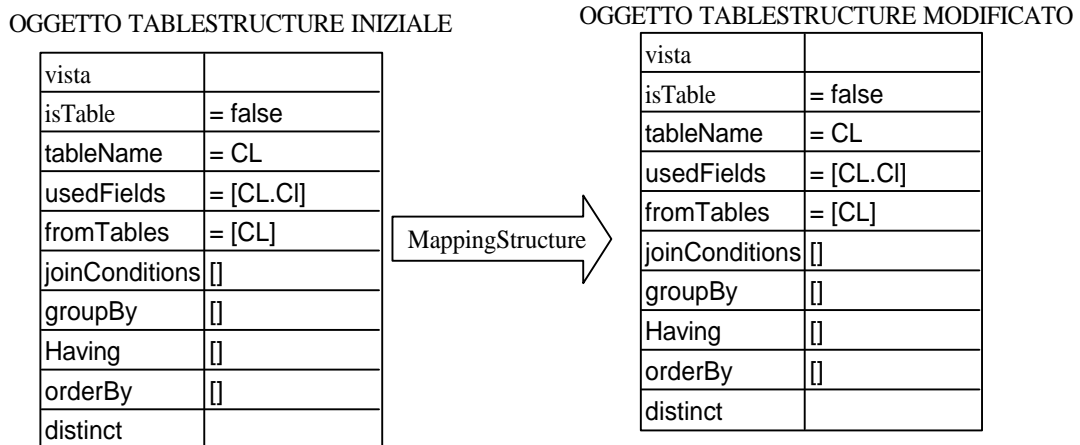 OGGETTO TABLESTRUCTURE INIZIALE
vista
isTable = false
tableName = CL
usedFields = [CL.Cl]
fromTables = [CL]
joinConditions []
groupBy []
Having []
orderBy []
distinct
MappingStructure
OGGETTO TABLESTRUCTURE MODIFICATO
vista
isTable = false
tableName = CL
usedFields = [CL.Cl]
fromTables = [CL]
joinConditions []
groupBy []
Having []
orderBy []
distinct